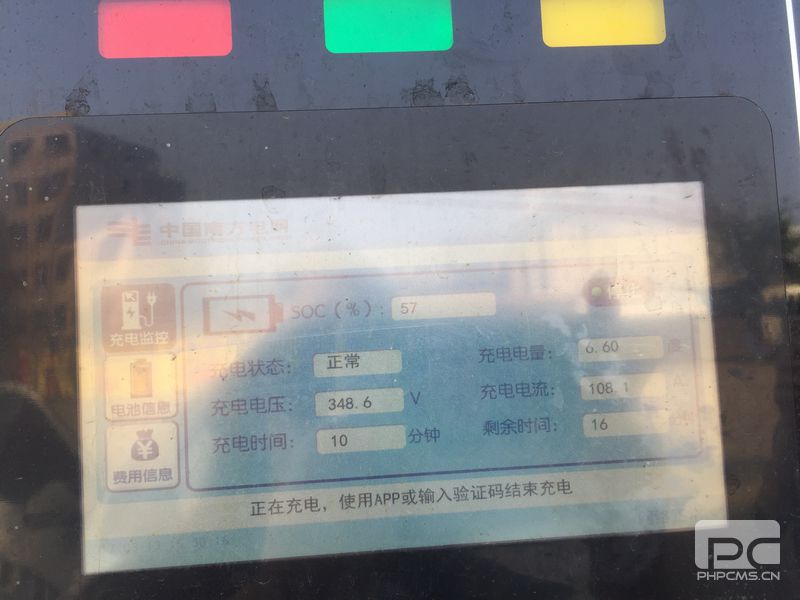 中国南方电网
SOC（%）： 57
充电监控
充电状态： 正常 充电电量： 6.60 度
充电电压： 348.6 V 充电电流： 108.1 A
电池信息
充电时间： 10 分钟 剩余时间： 16
费用信息
正在充电，使用APP或输入验证码结束充电
PC
PHPCMS.CN